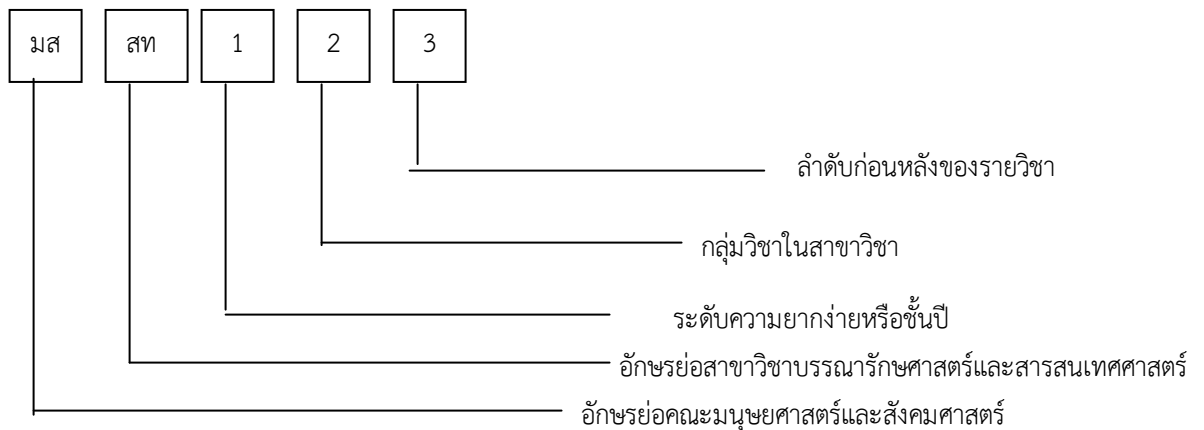 มส สท 1 2 3
ลำดับก่อนหลังของรายวิชา
กลุ่มวิชาในสาขาวิชา
ระดับความยากง่ายหรือชั้นปี
อักษรย่อสาขาวิชาบรรณารักษศาสตร์และสารสนเทศศาสตร์
อักษรย่อคณะมนุษยศาสตร์และสังคมศาสตร์